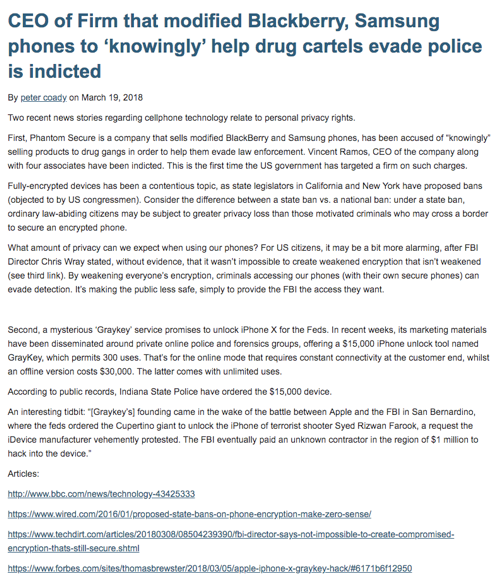 CEO of Firm that modified Blackberry, Samsung
phones to ‘knowingly’ help drug cartels evade police
is indicted
By peter coady on March 19, 2018
Two recent news stories regarding cellphone technology relate to personal privacy rights.
First, Phantom Secure is a company that sells modified BlackBerry and Samsung phones, has been accused of “knowingly”
selling products to drug gangs in order to help them evade law enforcement. Vincent Ramos, CEO of the company along
with four associates have been indicted. This is the first time the US government has targeted a firm on such charges.
Fully-encrypted devices has been a contentious topic, as state legislators in California and New York have proposed bans
(objected to by US congressmen). Consider the difference between a state ban vs. a national ban: under a state ban,
ordinary law-abiding citizens may be subject to greater privacy loss than those motivated criminals who may cross a border
to secure an encrypted phone.
What amount of privacy can we expect when using our phones? For US citizens, it may be a bit more alarming, after FBI
Director Chris Wray stated, without evidence, that it wasn’t impossible to create weakened encryption that isn’t weakened
(see third link). By weakening everyone’s encryption, criminals accessing our phones (with their own secure phones) can
evade detection. It’s making the public less safe, simply to provide the FBI the access they want.
Second, a mysterious ‘Graykey’ service promises to unlock iPhone X for the Feds. In recent weeks, its marketing materials
have been disseminated around private online police and forensics groups, offering a $15,000 iPhone unlock tool named
GrayKey, which permits 300 uses. That’s for the online mode that requires constant connectivity at the customer end, whilst
an offline version costs $30,000. The latter comes with unlimited uses.
According to public records, Indiana State Police have ordered the $15,000 device.
An interesting tidbit: “[Graykey’s] founding came in the wake of the battle between Apple and the FBI in San Bernardino,
where the feds ordered the Cupertino giant to unlock the iPhone of terrorist shooter Syed Rizwan Farook, a request the
iDevice manufacturer vehemently protested. The FBI eventually paid an unknown contractor in the region of $1 million to
hack into the device.”
Articles:
http://www.bbc.com/news/technology-43425333
https://www.wired.com/2016/01/proposed-state-bans-on-phone-encryption-make-zero-sense/
https://www.techdirt.com/articles/20180308/08504239390/fbi-director-says-not-impossible-to-create-compromised-
encryption-thats-still-secure.shtml
https://www.forbes.com/sites/thomasbrewster/2018/03/05/apple-iphone-x-graykey-hack/#6171b6f12950